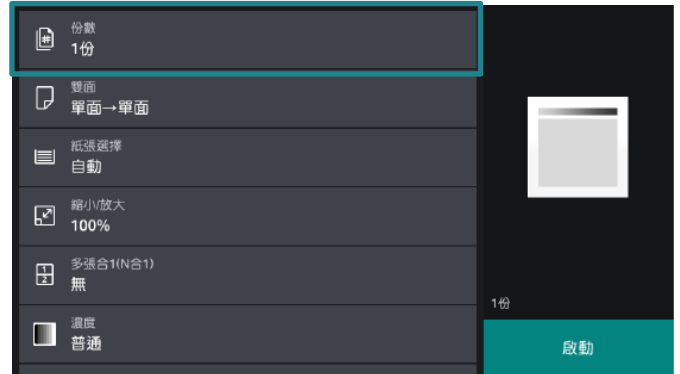 份數
1份
雙面
單面→單面
紙張選擇
自動
縮小/放大
100%
多張合1(N合1)
無
濃度
普通
1份
啟動